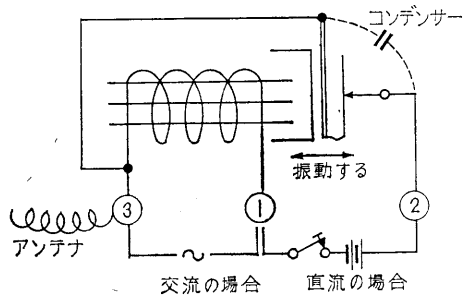 コンデンサー
振動する
③
①
②
アンテナ
交流の場合
直流の場合